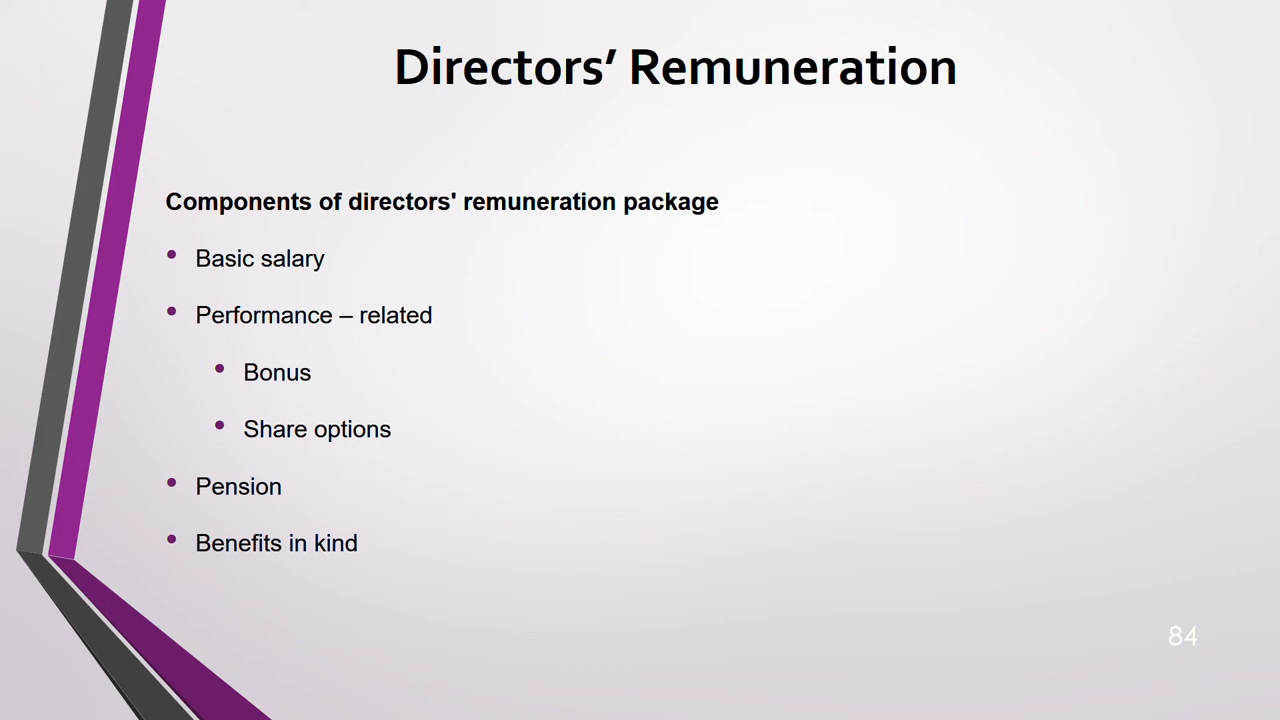 Directors’ Remuneration
Components of directors' remuneration package
• Basic salary
• Performance – related
• Bonus
• Share options
• Pension
• Benefits in kind
84